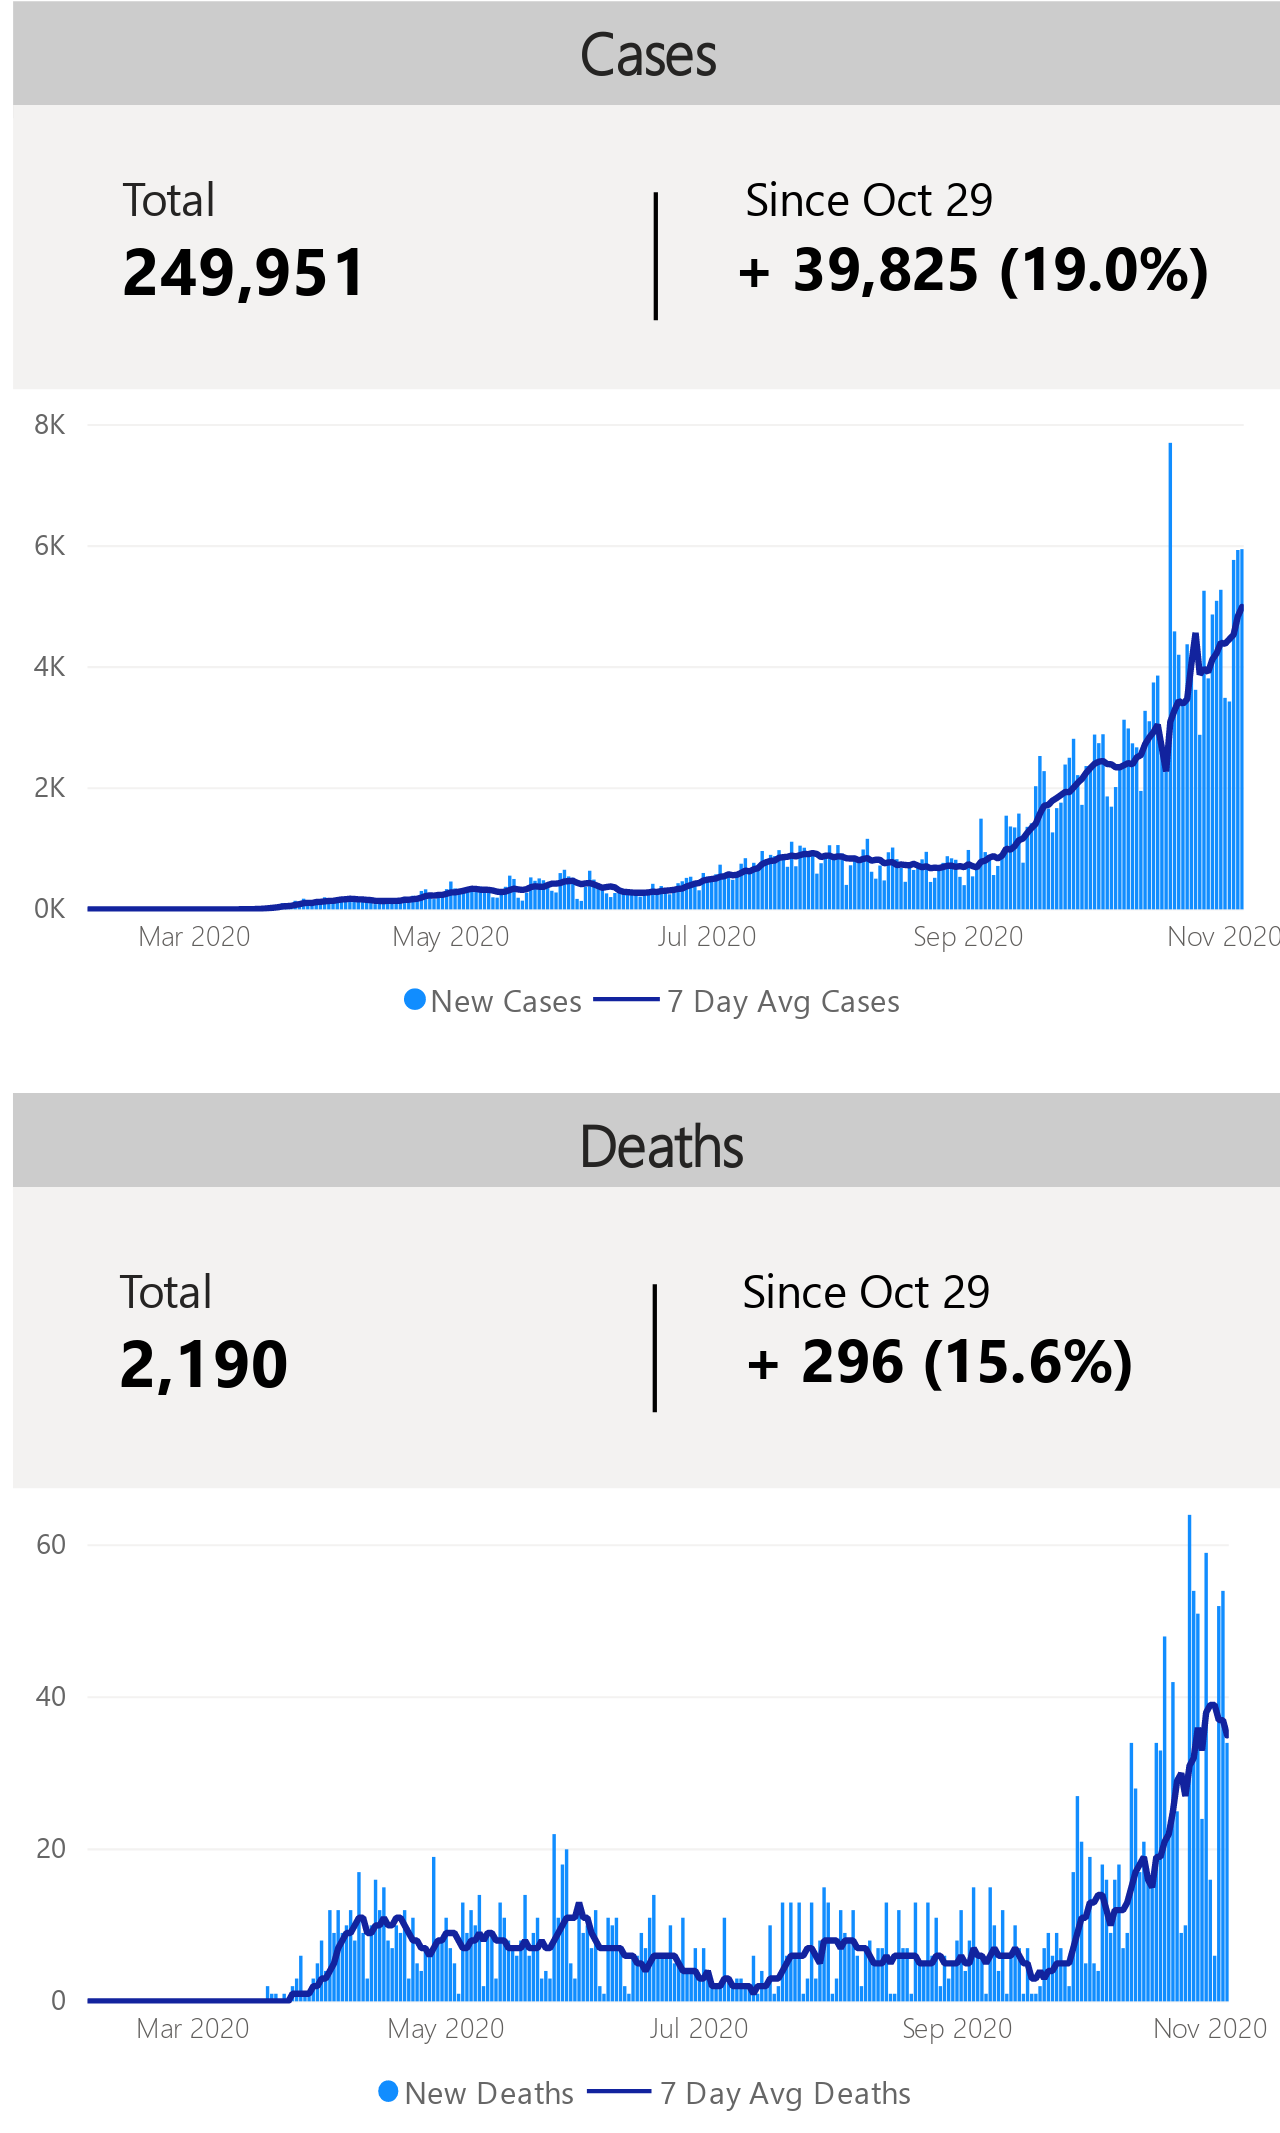 Cases
Total
Since Oct 29
249,951
+ 39,825 (19.0%)
8K
6K
4K
2K
0K
Mar 2020 May 2020 Jul 2020 Sep 2020 Nov 2020
New Cases 7 Day Avg Cases
Deaths
Total
Since Oct 29
2,190
+ 296 (15.6%)
60
40
20
0
Mar 2020 May 2020 Jul 2020 Sep 2020 Nov 2020
New Deaths 7 Day Avg Deaths